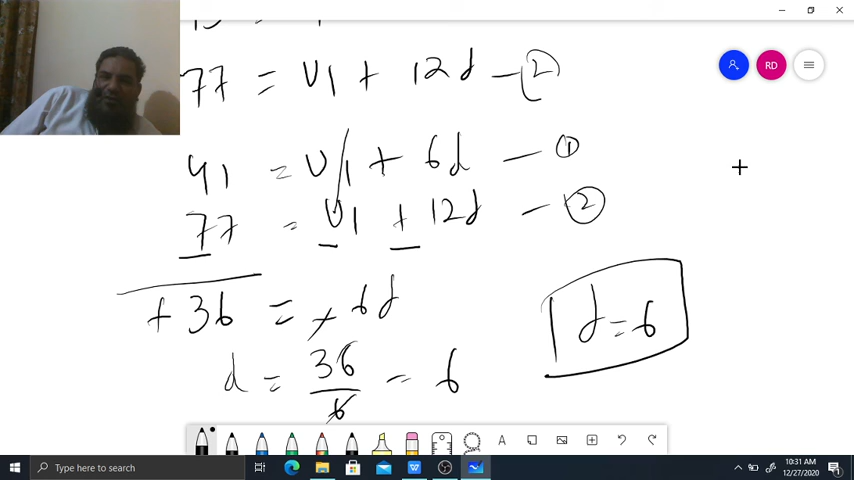 77 = U1 + 12d - ②
RD
41 = U1 + 6d - ①
77 = U1 + 12d - ②
+ 36 = + 6d
d = 36/6 = 6
d = 6
A
Type here to search
W
10:31 AM
12/27/2020
1